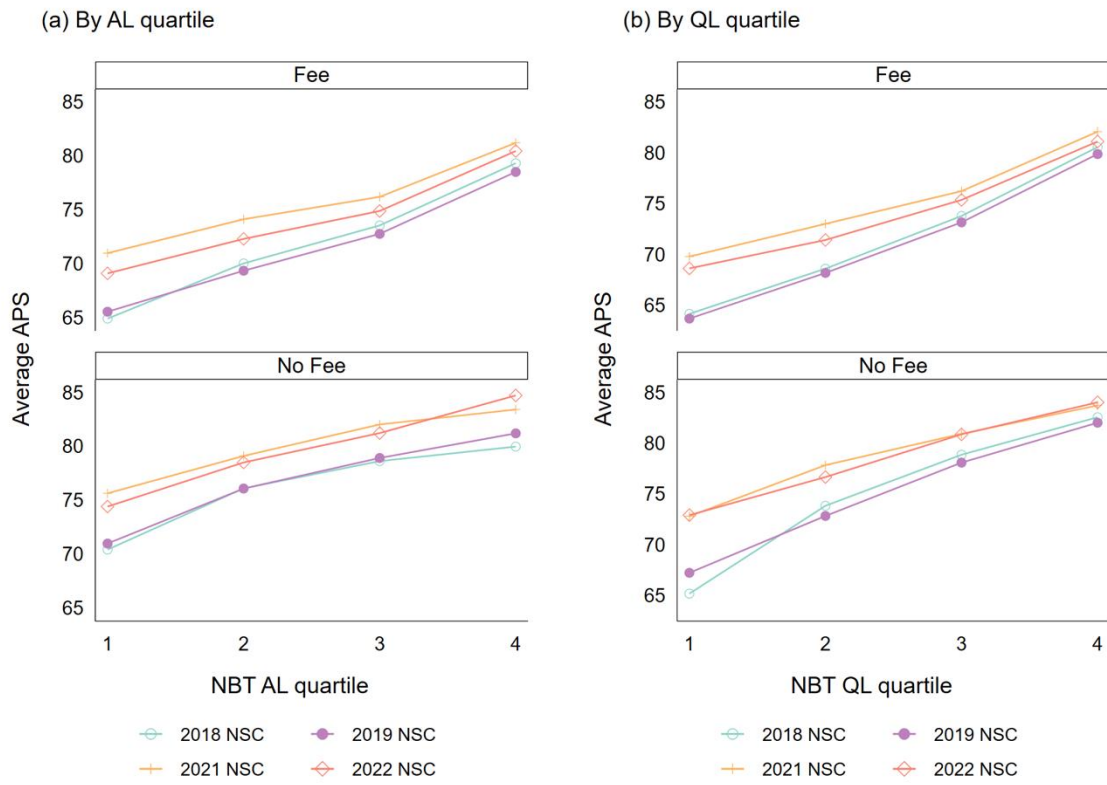 (a) By AL quartile
Fee
85
80
75
70
65
No Fee
85
80
75
70
65
Average APS
1 2 3 4
NBT AL quartile
2018 NSC 2019 NSC
2021 NSC 2022 NSC
(b) By QL quartile
Fee
85
80
75
70
65
No Fee
85
80
75
70
65
Average APS
1 2 3 4
NBT QL quartile
2018 NSC 2019 NSC
2021 NSC 2022 NSC